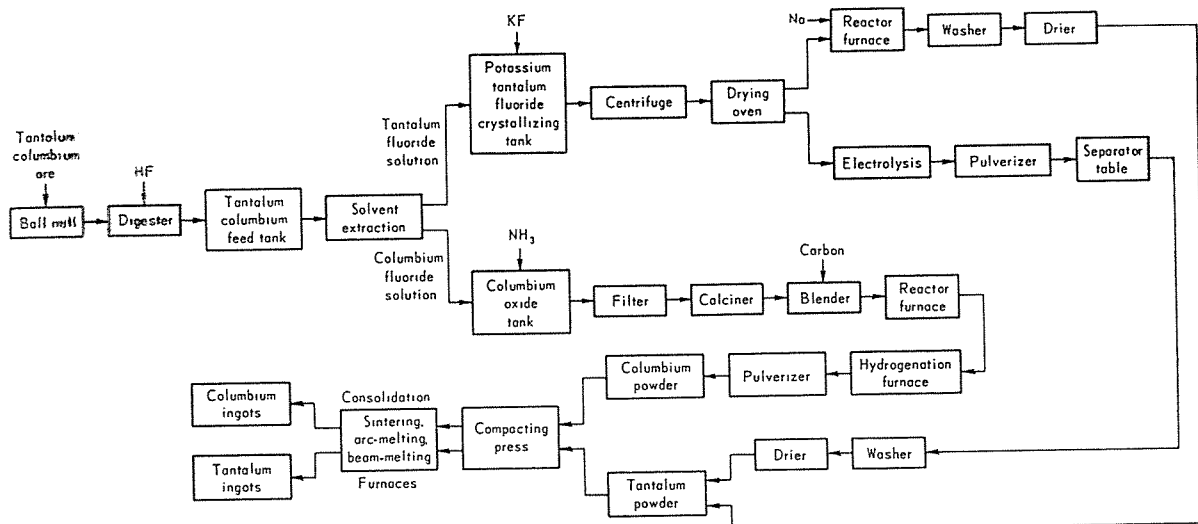 Tantalum
columbium
ore
Ball mill
HF
Digester
Tantalum
columbium
feed tank
Solvent
extraction
Tantalum
fluoride
solution
Columbium
fluoride
solution
KF
Potassium
tantalum
fluoride
crystallizing
tank
Centrifuge
Drying
oven
Na
Reactor
furnace
Washer
Drier
Electrolysis
Pulverizer
Separator
table
NH₃
Columbium
oxide
tank
Filter
Calciner
Carbon
Blender
Reactor
furnace
Hydrogenation
furnace
Pulverizer
Columbium
powder
Washer
Drier
Tantalum
powder
Compacting
press
Consolidation
Sintering,
arc-melting,
beam-melting
Furnaces
Columbium
ingots
Tantalum
ingots